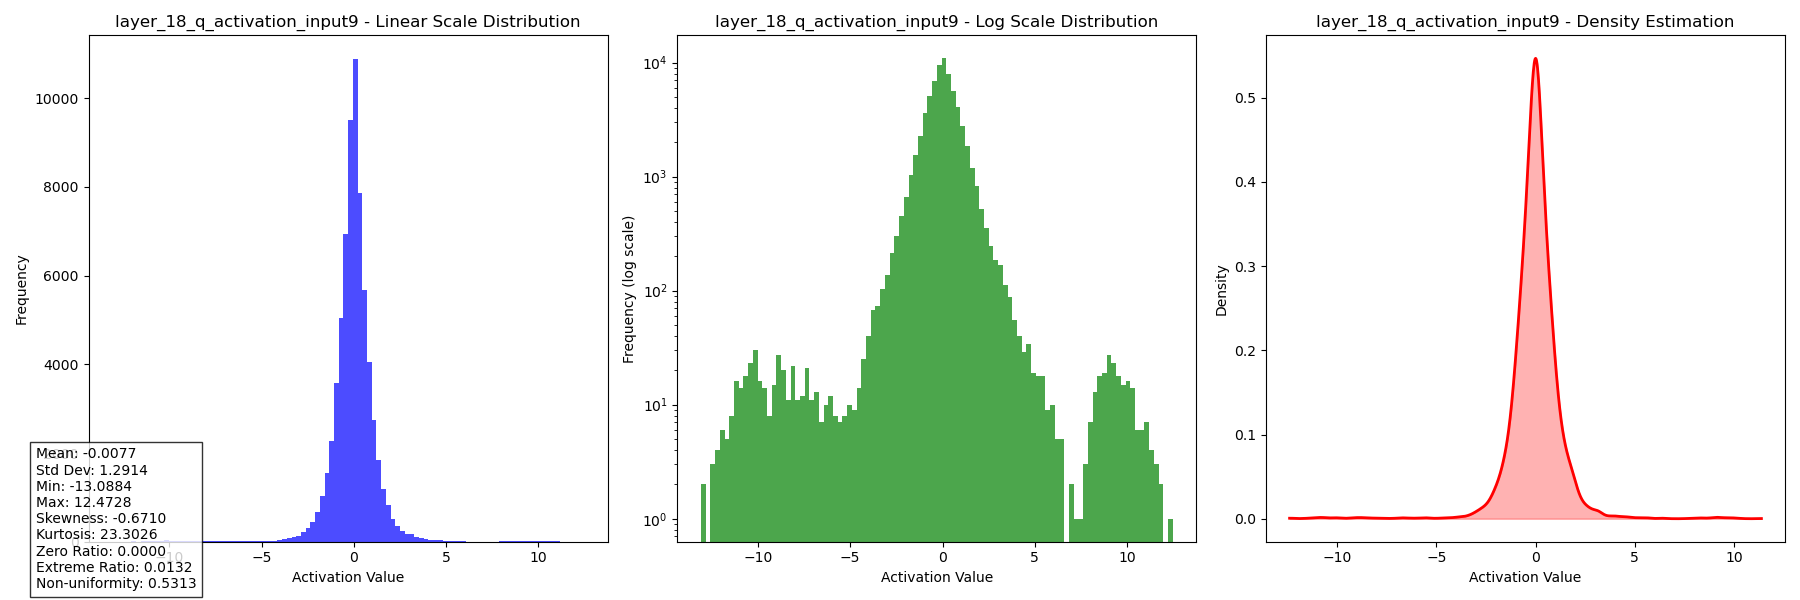 layer_18_q_activation_input9 - Linear Scale Distribution
Frequency
10000
8000
6000
4000
0
−10
−5
0
5
10
Activation Value
Mean: -0.0077
Std Dev: 1.2914
Min: -13.0884
Max: 12.4728
Skewness: -0.6710
Kurtosis: 23.3026
Zero Ratio: 0.0000
Extreme Ratio: 0.0132
Non-uniformity: 0.5313
layer_18_q_activation_input9 - Log Scale Distribution
Frequency (log scale)
10⁴
10³
10²
10¹
10⁰
−10
−5
0
5
10
Activation Value
layer_18_q_activation_input9 - Density Estimation
Density
0.5
0.4
0.3
0.2
0.1
0.0
−10
−5
0
5
10
Activation Value